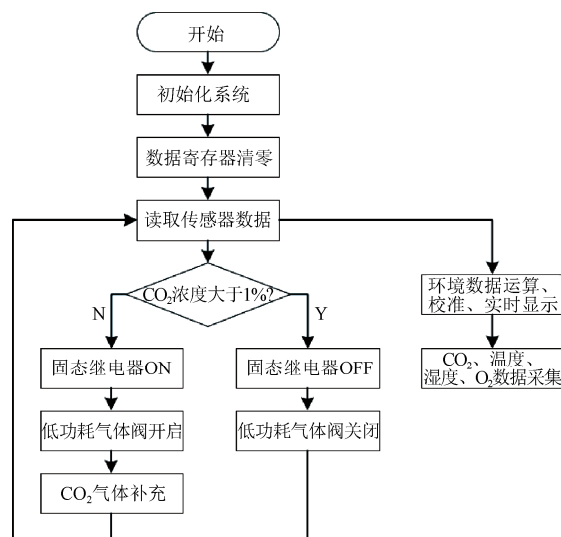 开始
初始化系统
数据寄存器清零
读取传感器数据
CO₂浓度大于1%?
N
Y
固态继电器ON
固态继电器OFF
低功耗气体阀开启
低功耗气体阀关闭
CO₂气体补充
环境数据运算、
校准、实时显示
CO₂、温度、
湿度、O₂数据采集